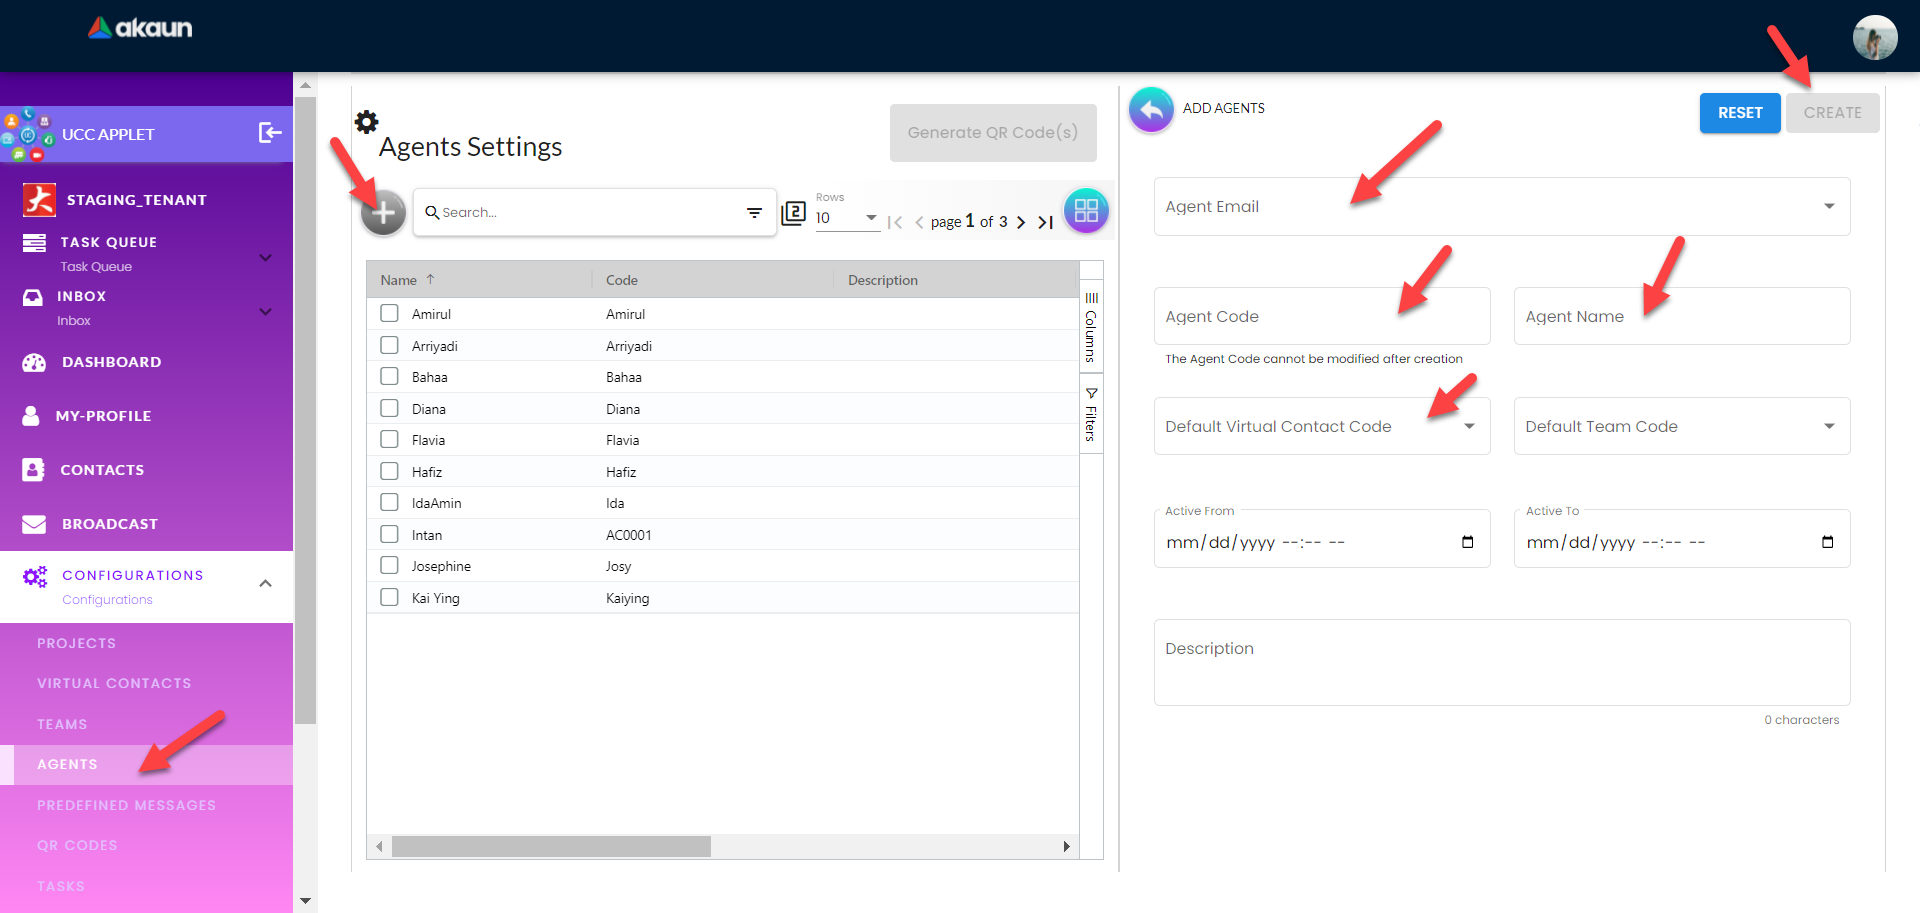 akaun
UCC APPLET
STAGING_TENANT
TASK QUEUE
Task Queue
INBOX
Inbox
DASHBOARD
MY-PROFILE
CONTACTS
BROADCAST
CONFIGURATIONS
Configurations
PROJECTS
VIRTUAL CONTACTS
TEAMS
AGENTS
PREDEFINED MESSAGES
QR CODES
TASKS
Agents Settings
Generate QR Code(s)
Search...
2
Rows
10
page 1 of 3
Name Code Description
Amirul Amirul
Arriyadi Arriyadi
Bahaa Bahaa
Diana Diana
Flavia Flavia
Hafiz Hafiz
IdaAmin Ida
Intan AC0001
Josephine Josy
Kai Ying Kaiying
Columns
Filters
ADD AGENTS
RESET
CREATE
Agent Email
Agent Code
Agent Name
The Agent Code cannot be modified after creation
Default Virtual Contact Code
Default Team Code
Active From
mm/dd/yyyy --:-- --
Active To
mm/dd/yyyy --:-- --
Description
0 characters